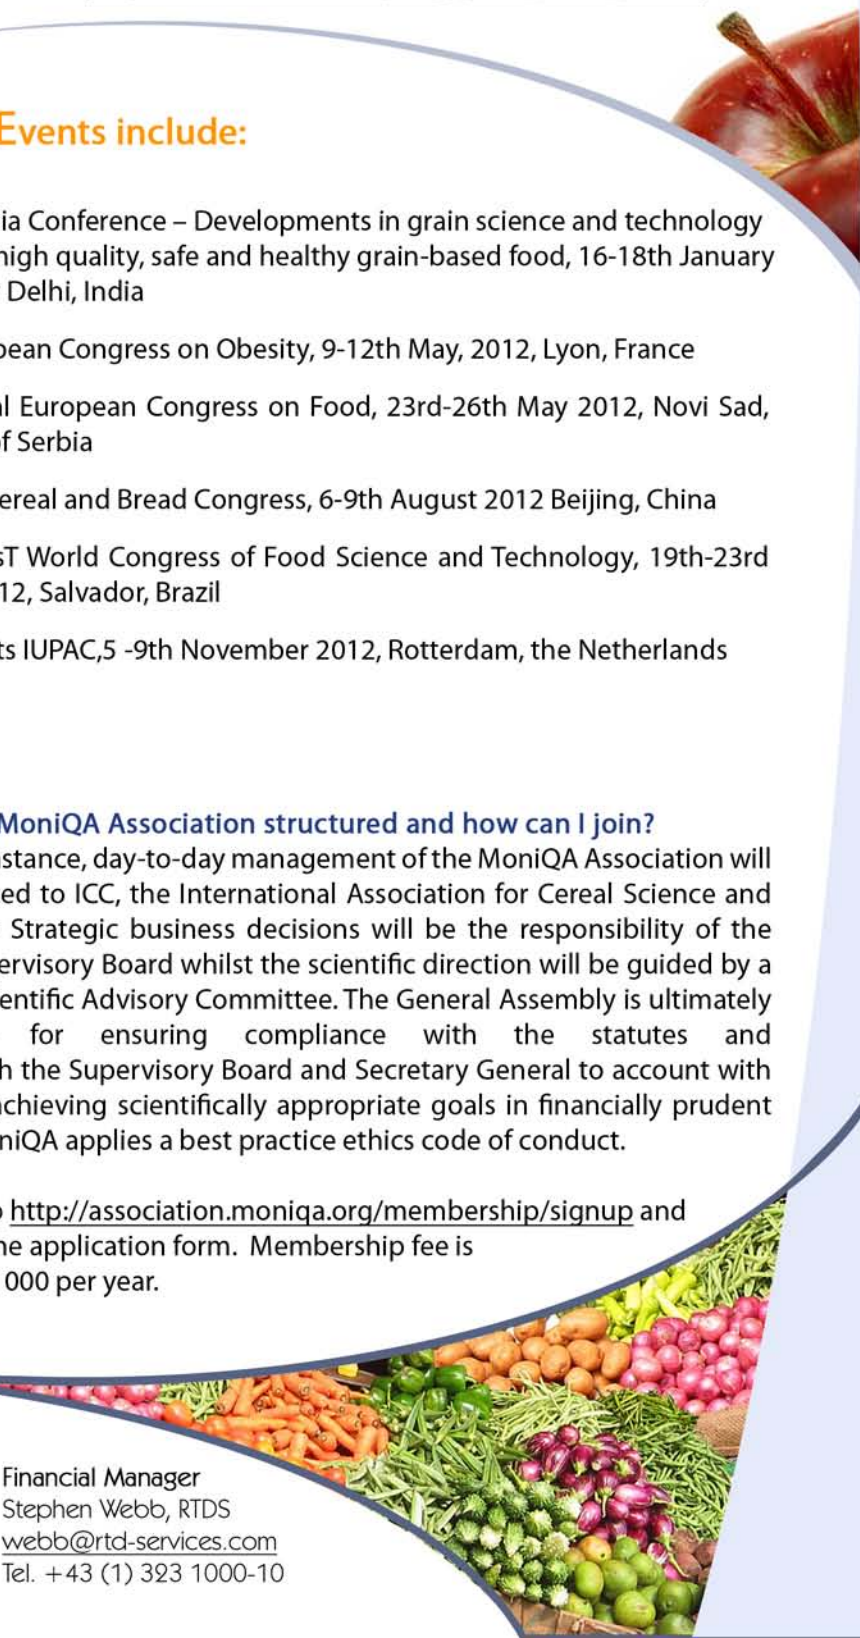 Events include:
ia Conference – Developments in grain science and technology
high quality, safe and healthy grain-based food, 16-18th January
Delhi, India
pean Congress on Obesity, 9-12th May, 2012, Lyon, France
al European Congress on Food, 23rd-26th May 2012, Novi Sad,
of Serbia
ereal and Bread Congress, 6-9th August 2012 Beijing, China
sT World Congress of Food Science and Technology, 19th-23rd
12, Salvador, Brazil
ts IUPAC,5 -9th November 2012, Rotterdam, the Netherlands
MoniQA Association structured and how can I join?
nstance, day-to-day management of the MoniQA Association will
ed to ICC, the International Association for Cereal Science and
Strategic business decisions will be the responsibility of the
ervisory Board whilst the scientific direction will be guided by a
entific Advisory Committee. The General Assembly is ultimately
for ensuring compliance with the statutes and
h the Supervisory Board and Secretary General to account with
achieving scientifically appropriate goals in financially prudent
niQA applies a best practice ethics code of conduct.
o http://association.moniqa.org/membership/signup and
he application form. Membership fee is
000 per year.
Financial Manager
Stephen Webb, RTDS
webb@rtd-services.com
Tel. +43 (1) 323 1000-10